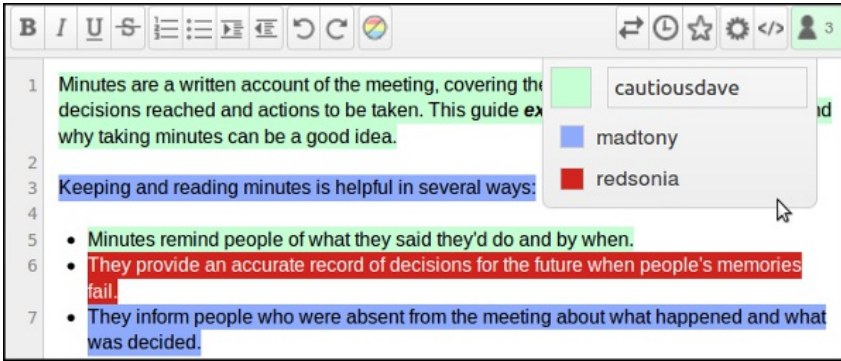 B I U S
3
1 Minutes are a written account of the meeting, covering the
decisions reached and actions to be taken. This guide ex
why taking minutes can be a good idea.
2
3 Keeping and reading minutes is helpful in several ways:
4
5 • Minutes remind people of what they said they'd do and by when.
6 • They provide an accurate record of decisions for the future when people's memories
fail.
7 • They inform people who were absent from the meeting about what happened and what
was decided.
cautiousdave
madtony
redsonia